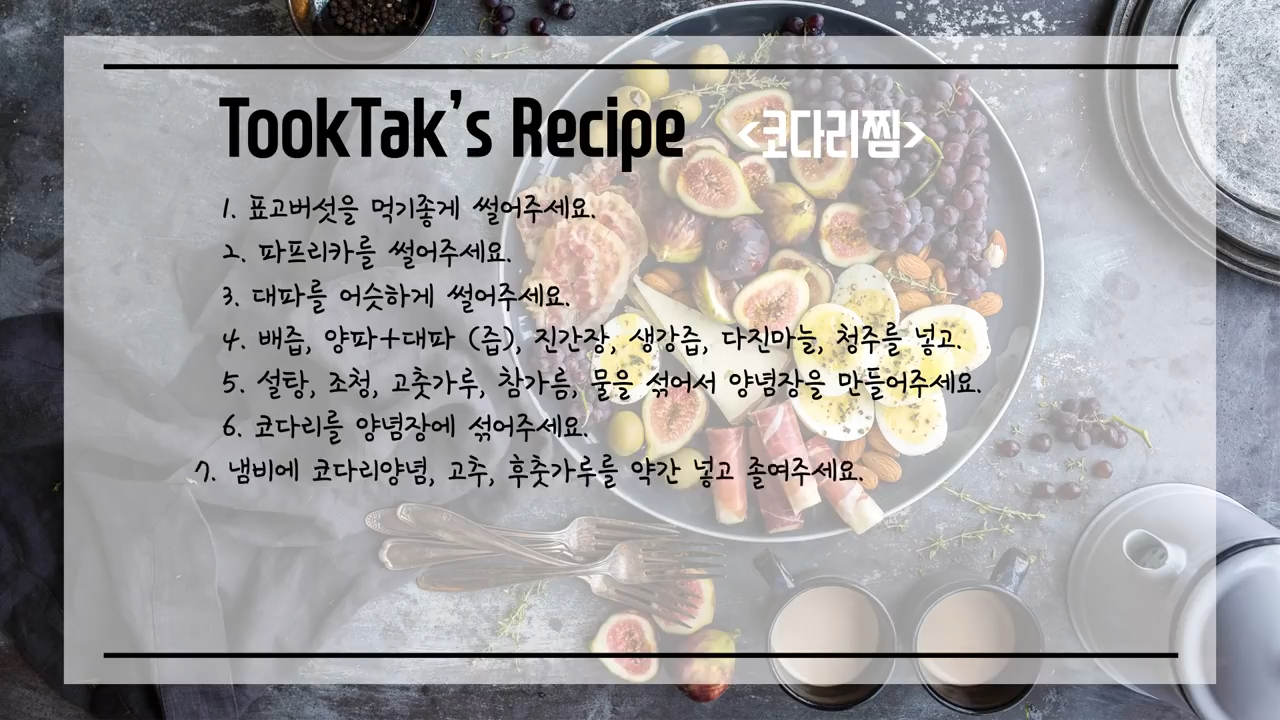 TookTak's Recipe <코다리찜>
1. 표고버섯을 먹기좋게 썰어주세요.
2. 파프리카를 썰어주세요.
3. 대파를 어슷하게 썰어주세요.
4. 배즙, 양파+대파 (즙), 진간장, 생강즙, 다진마늘, 청주를 넣고.
5. 설탕, 조청, 고춧가루, 참가름, 물을 섞어서 양념장을 만들어주세요.
6. 코다리를 양념장에 섞어주세요.
7. 냄비에 코다리양념, 고추, 후춧가루를 약간 넣고 졸여주세요.